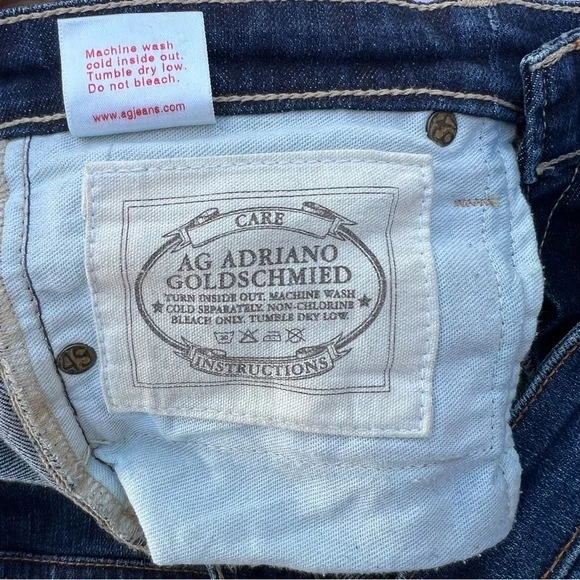 Machine wash
cold inside out.
Tumble dry low.
Do not bleach.
www.agjeans.com
CARE
AG ADRIANO
GOLDSCHMIED
TURN INSIDE OUT. MACHINE WASH
COLD SEPARATELY. NON-CHLORINE
BLEACH ONLY. TUMBLE DRY LOW.
INSTRUCTIONS